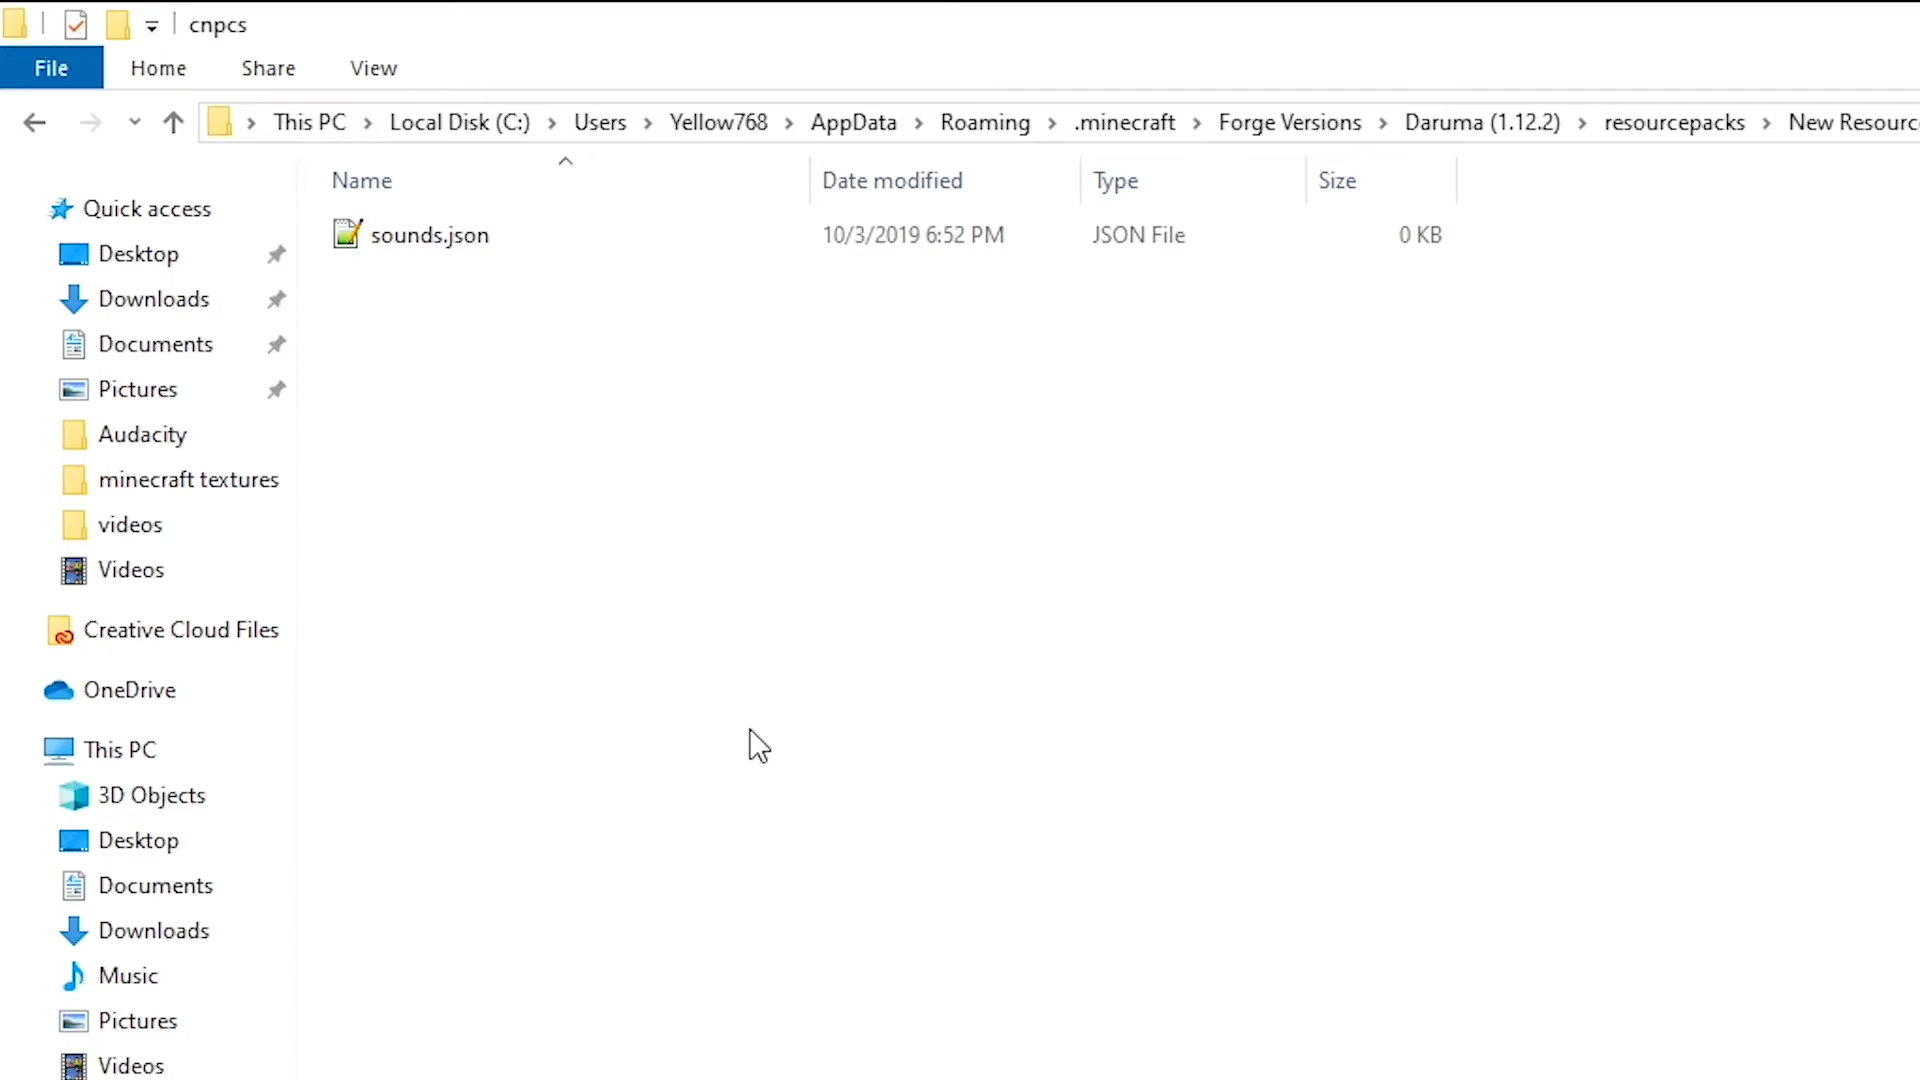 cnpcs
File Home Share View
This PC Local Disk (C:) Users Yellow768 AppData Roaming .minecraft Forge Versions Daruma (1.12.2) resourcepacks New Resourc
Name Date modified Type Size
sounds.json 10/3/2019 6:52 PM JSON File 0 KB
Quick access
Desktop
Downloads
Documents
Pictures
Audacity
minecraft textures
videos
Videos
Creative Cloud Files
OneDrive
This PC
3D Objects
Desktop
Documents
Downloads
Music
Pictures
Videos